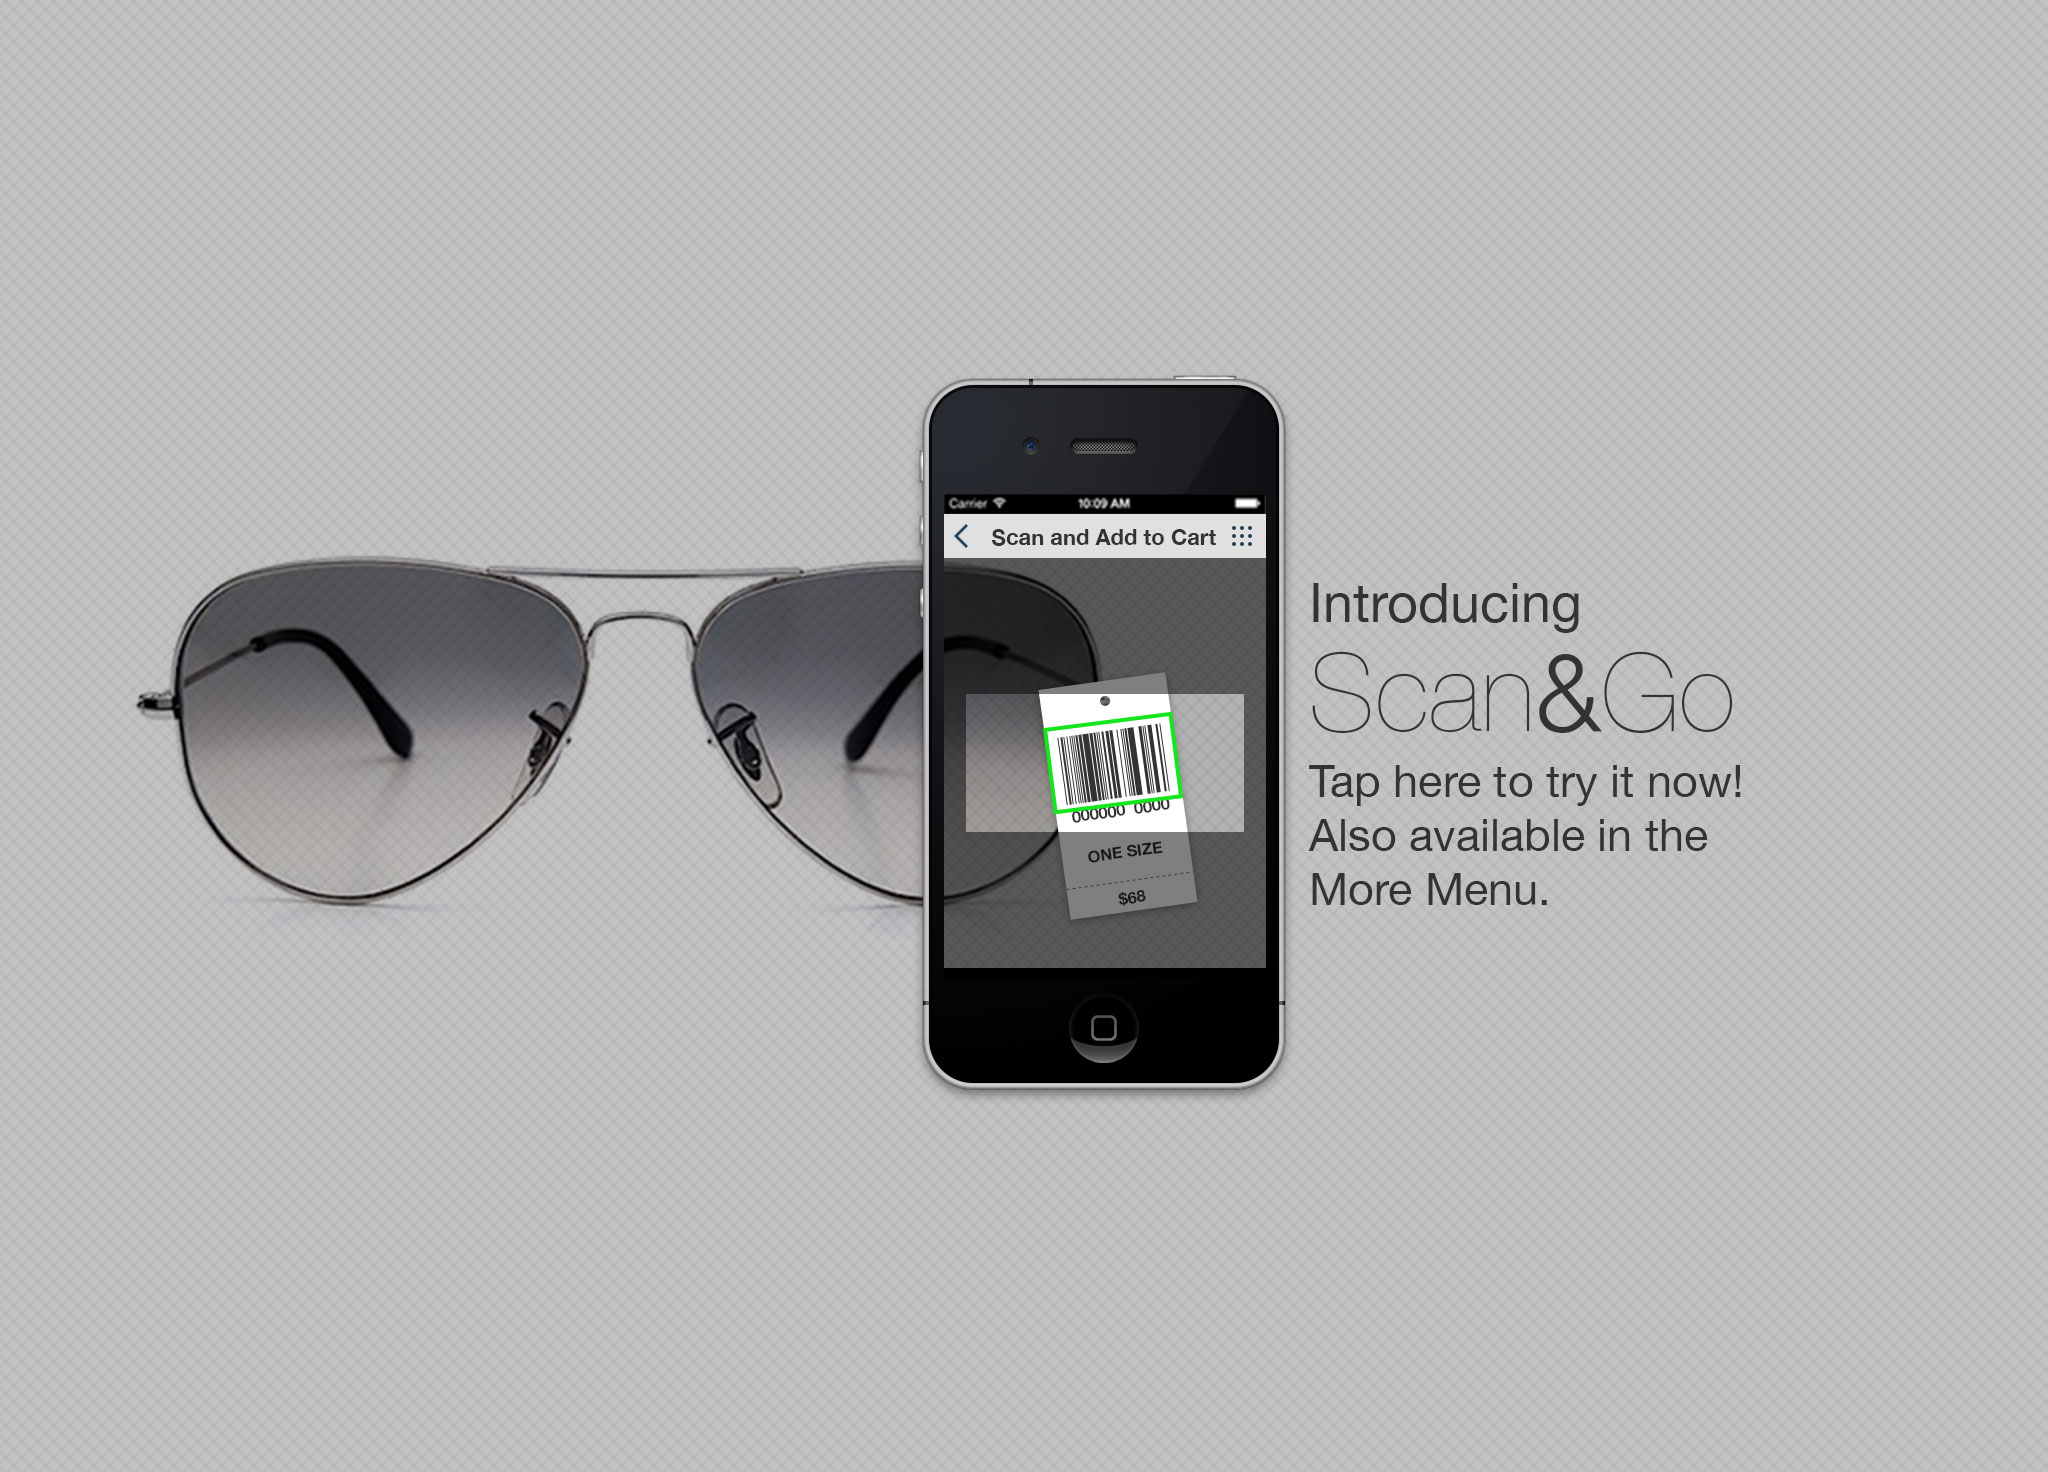 Carrier 10:09 AM
Scan and Add to Cart
000000 0000
ONE SIZE
$68
Introducing
Scan&Go
Tap here to try it now!
Also available in the
More Menu.